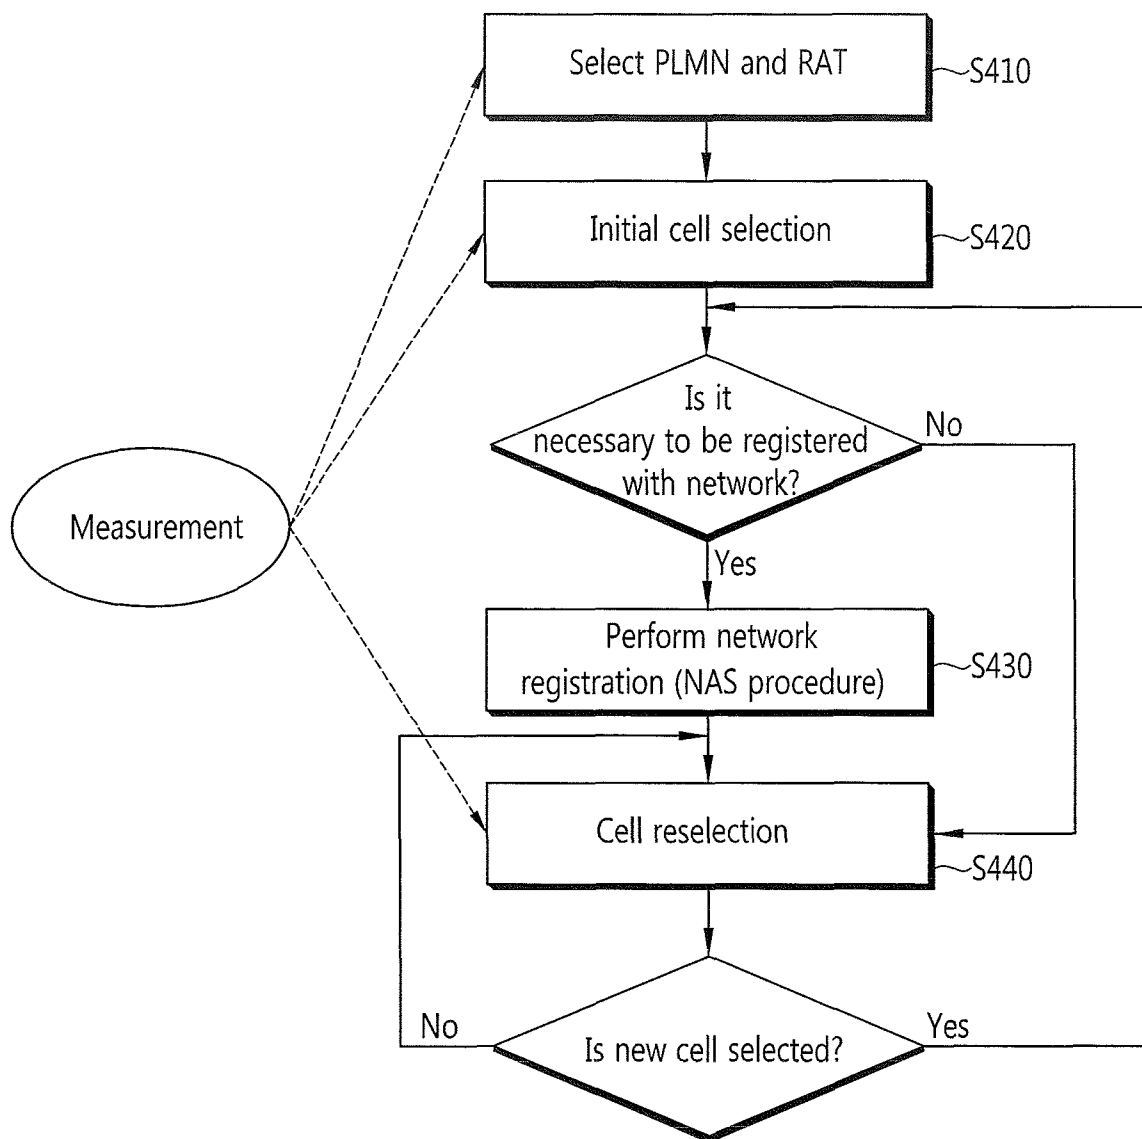 Select PLMN and RAT
S410
Initial cell selection
S420
Is it
necessary to be registered
with network?
No
Measurement
Yes
Perform network
registration (NAS procedure)
S430
Cell reselection
S440
No
Is new cell selected?
Yes